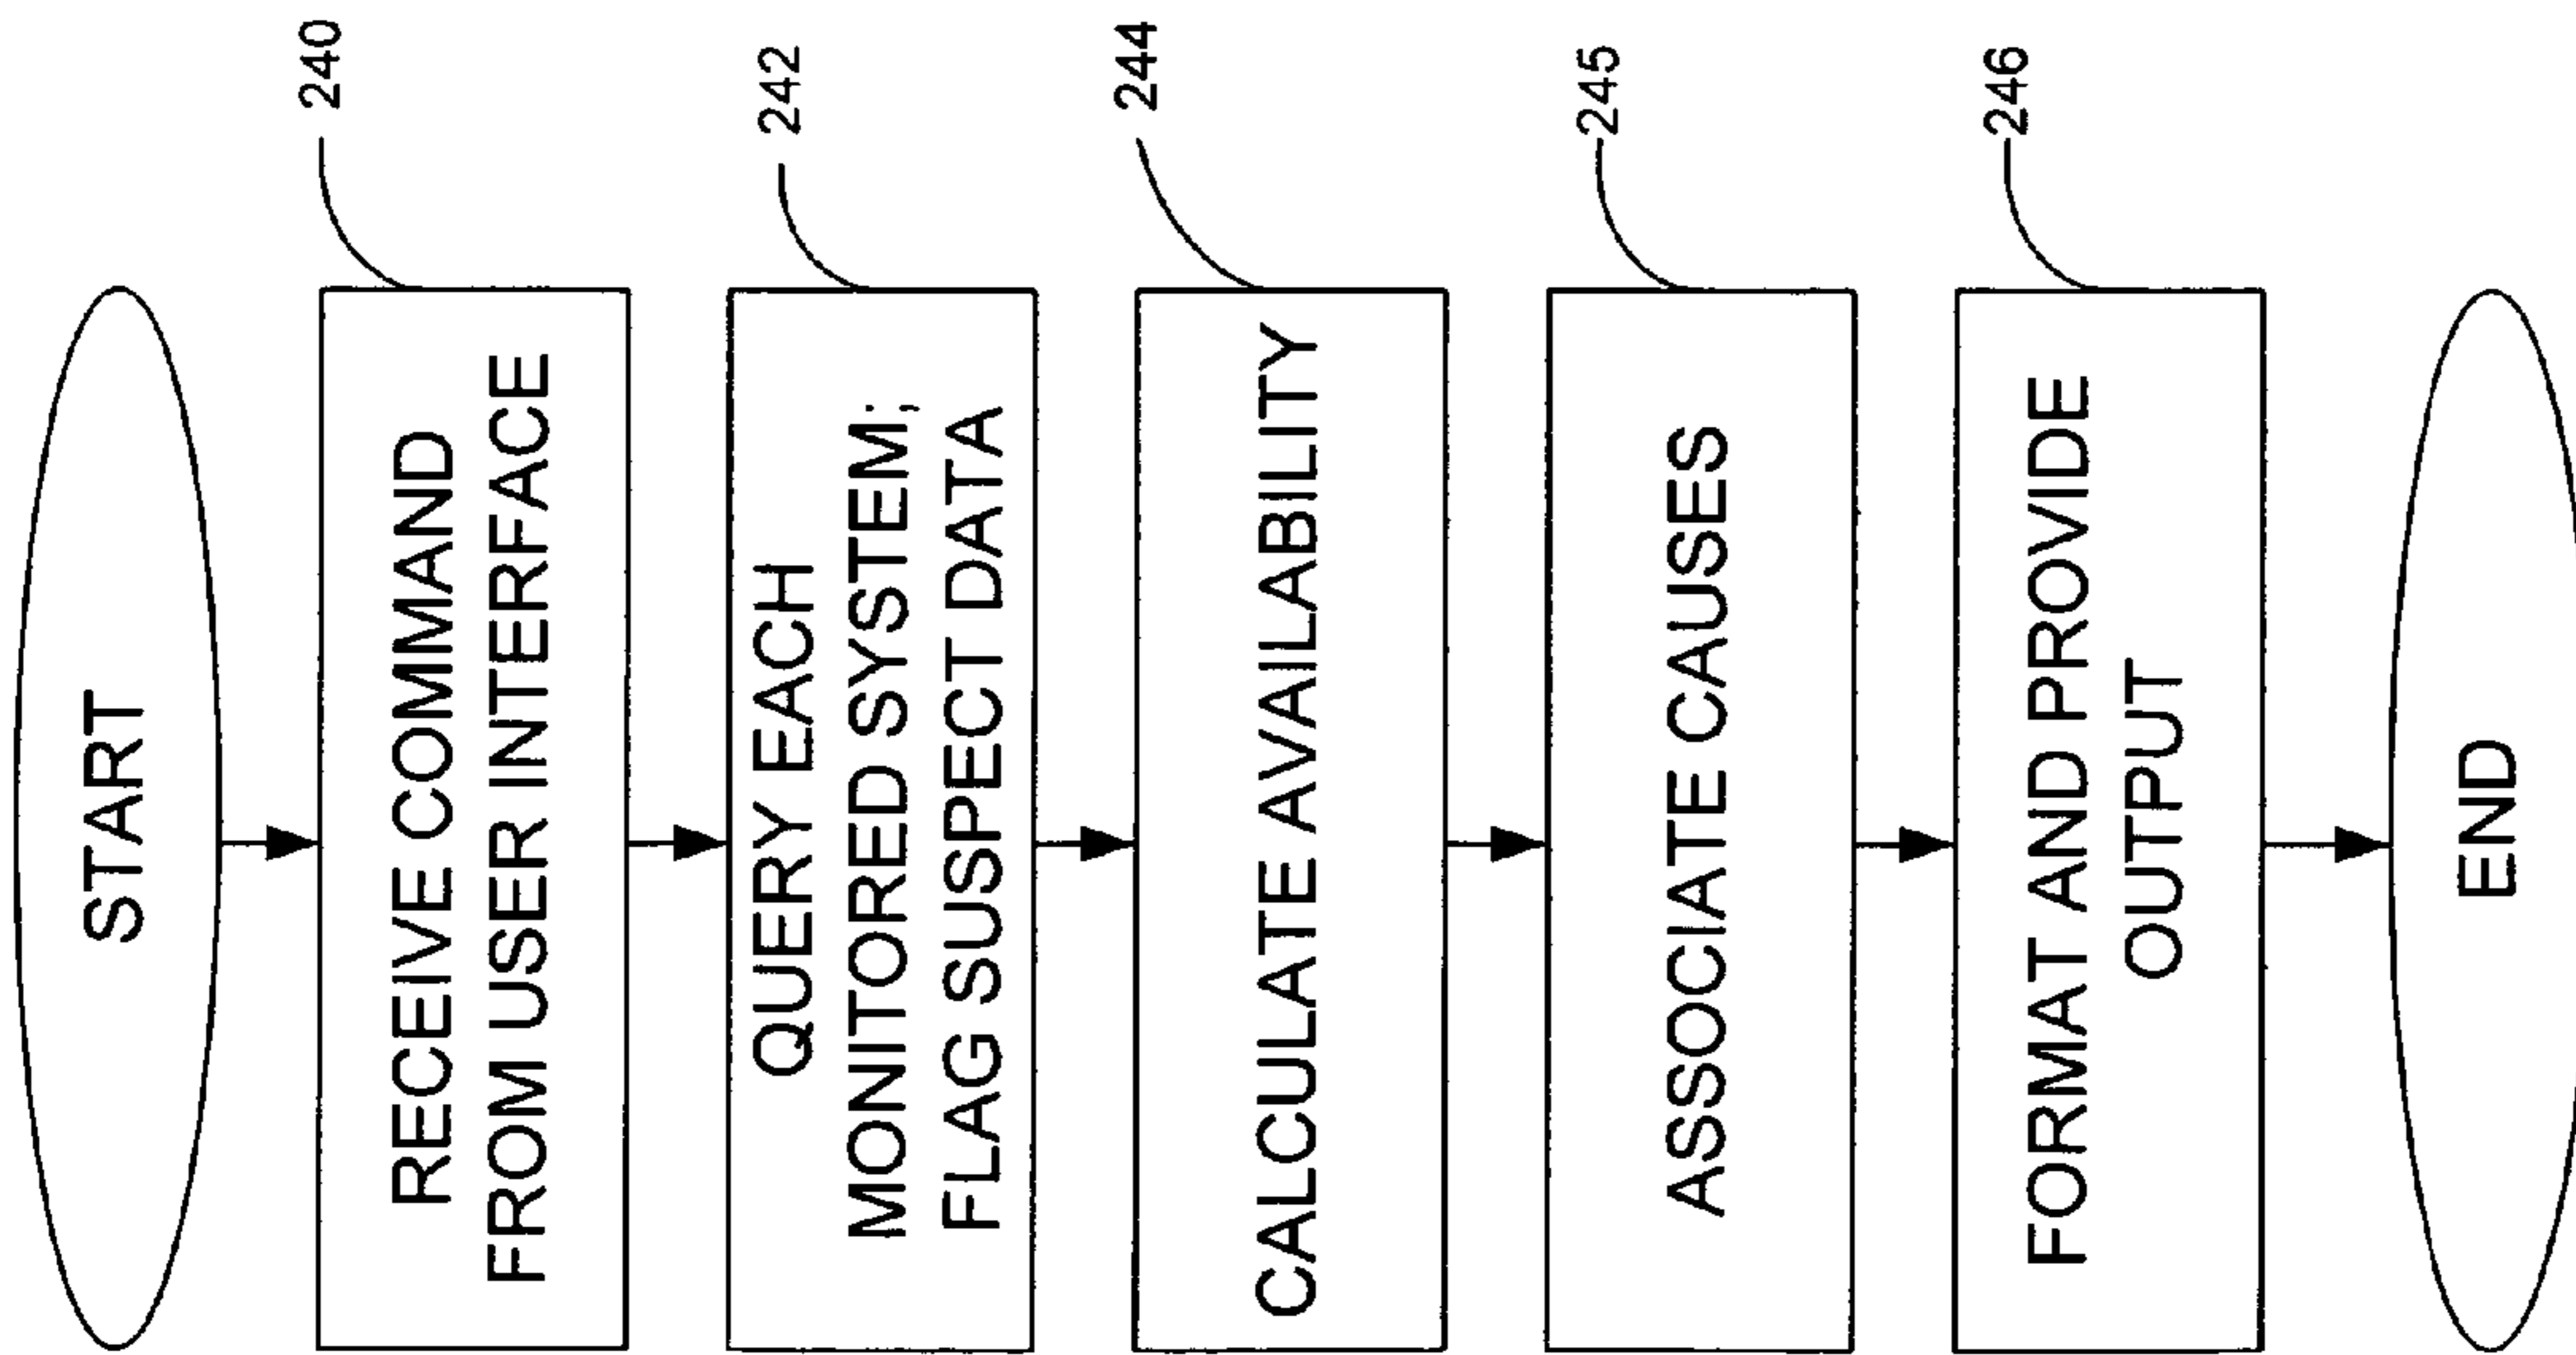 START
240
RECEIVE COMMAND
FROM USER INTERFACE
242
QUERY EACH
MONITORED SYSTEM;
FLAG SUSPECT DATA
244
CALCULATE AVAILABILITY
245
ASSOCIATE CAUSES
246
FORMAT AND PROVIDE
OUTPUT
END